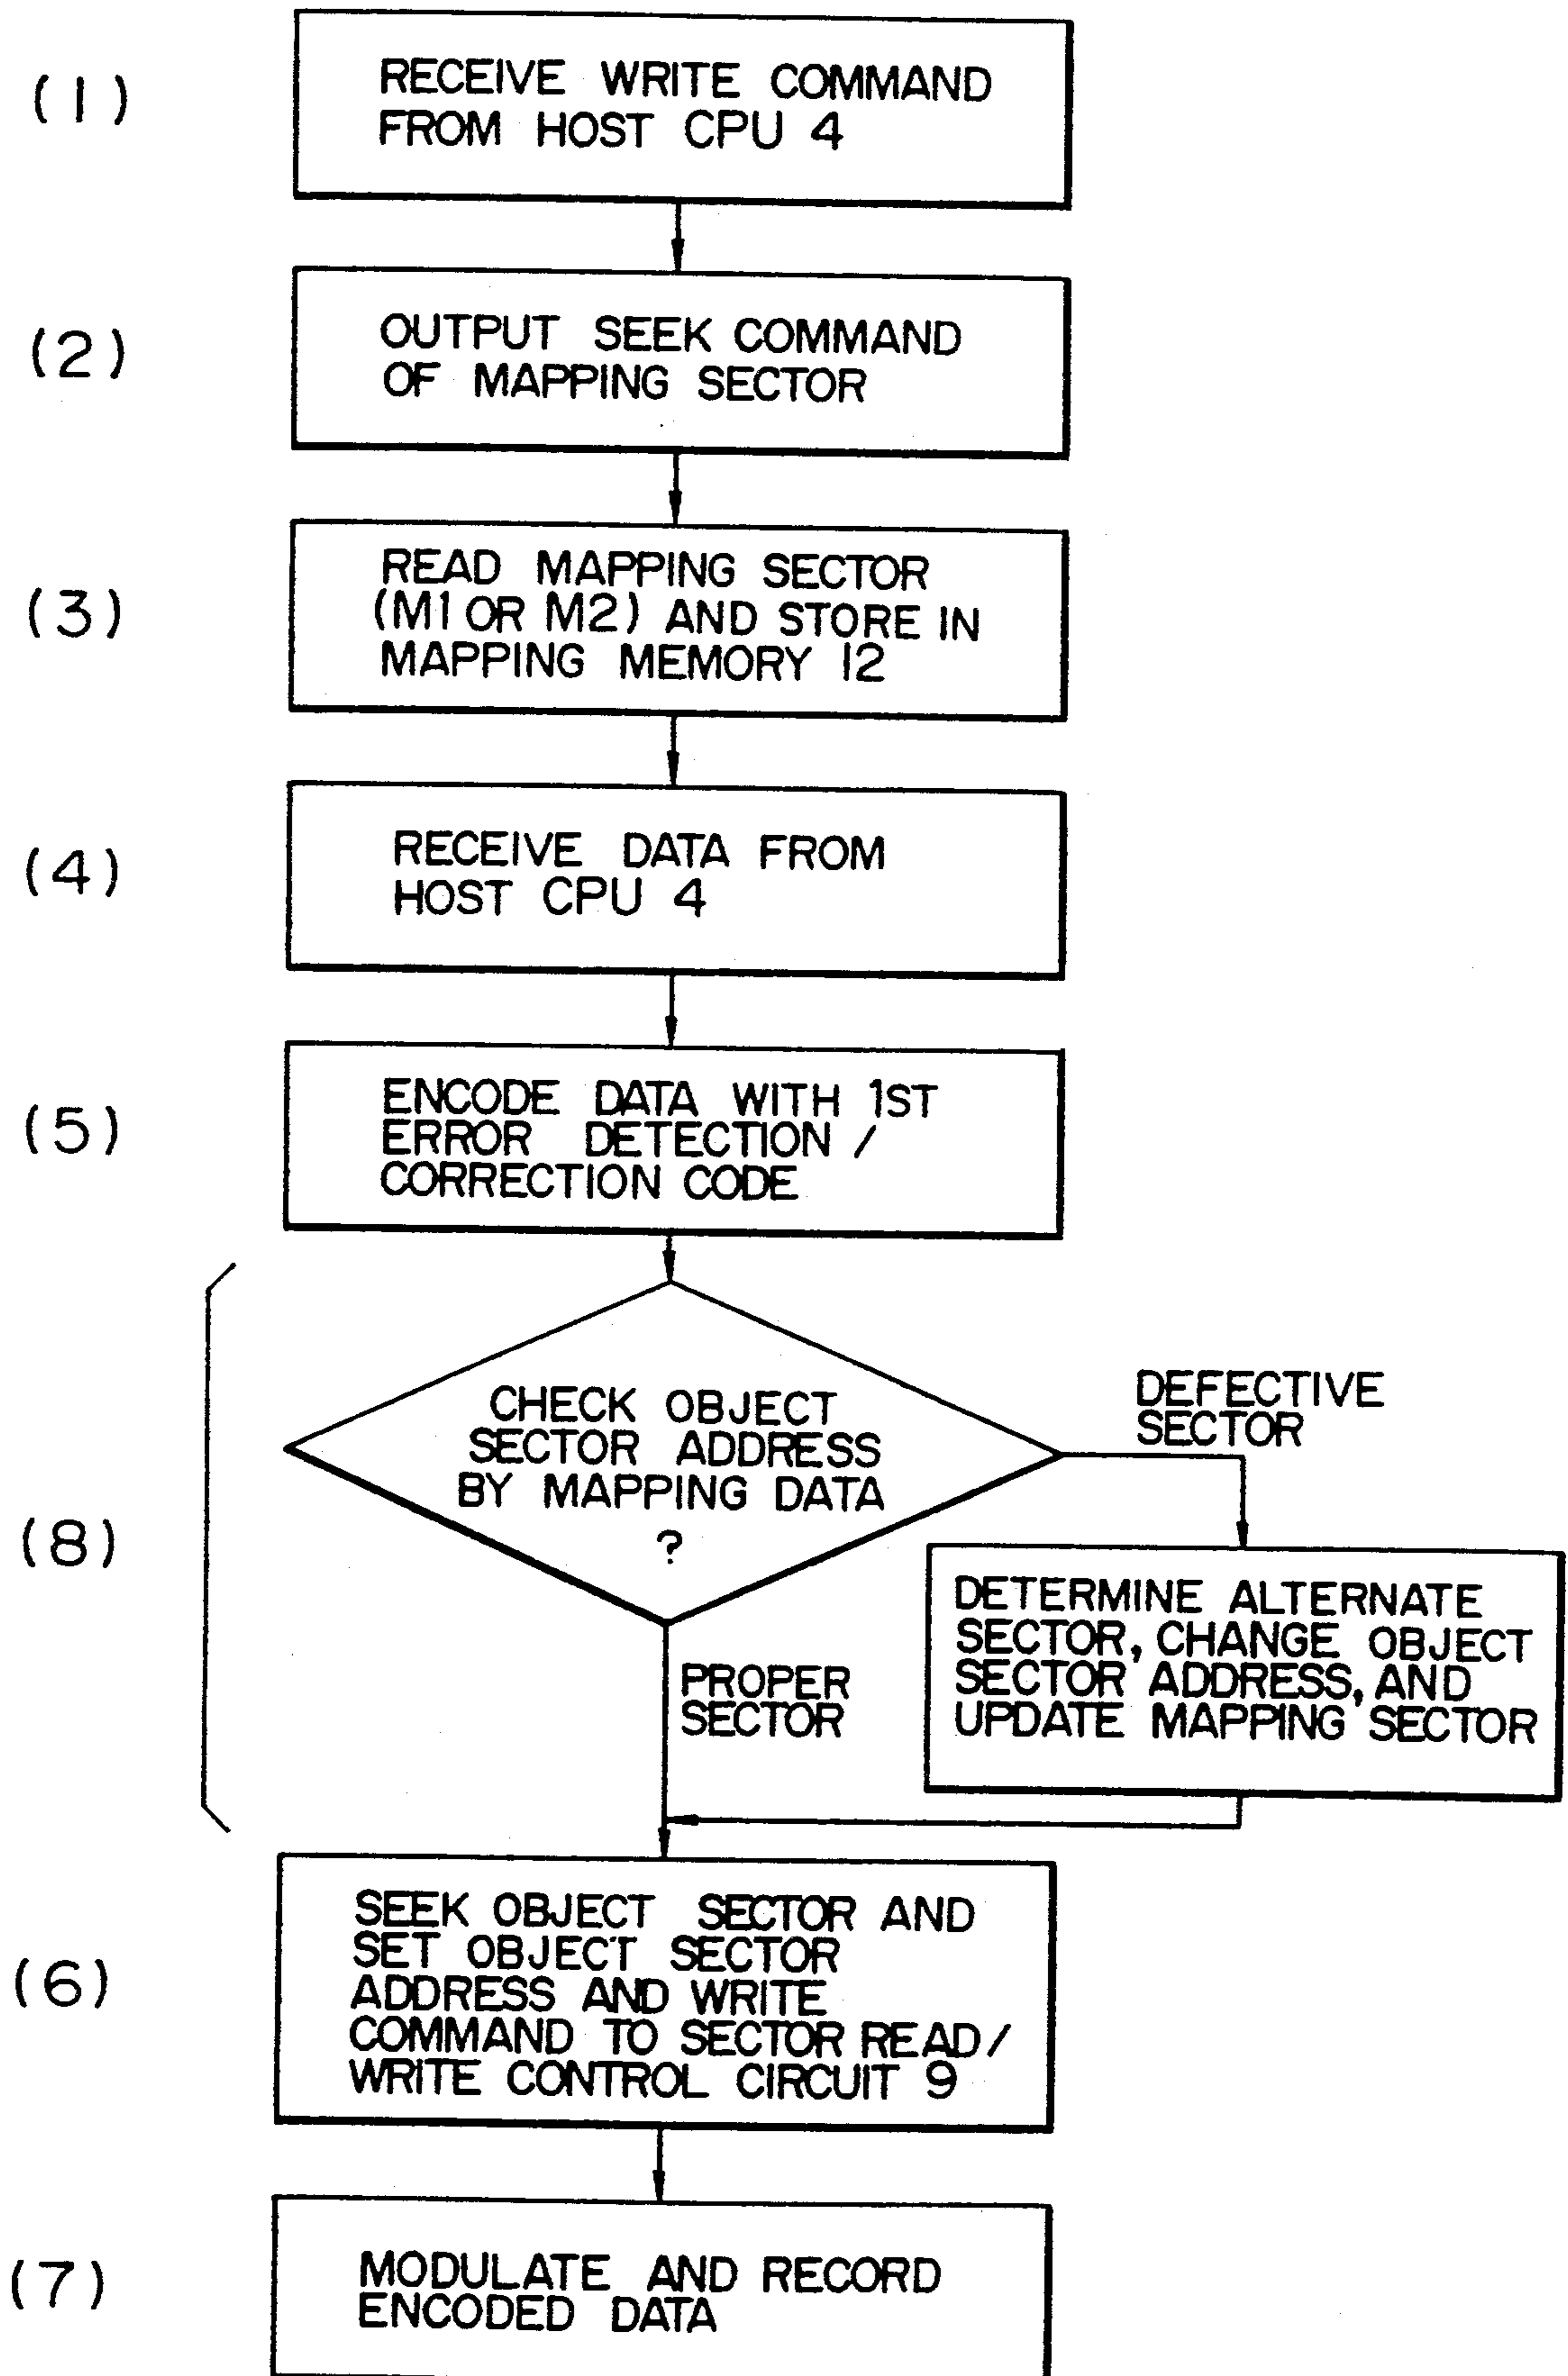 (1)
RECEIVE WRITE COMMAND
FROM HOST CPU 4
(2)
OUTPUT SEEK COMMAND
OF MAPPING SECTOR
(3)
READ MAPPING SECTOR
(M1 OR M2) AND STORE IN
MAPPING MEMORY 12
(4)
RECEIVE DATA FROM
HOST CPU 4
(5)
ENCODE DATA WITH 1ST
ERROR DETECTION /
CORRECTION CODE
(8)
CHECK OBJECT
SECTOR ADDRESS
BY MAPPING DATA
?
DEFECTIVE
SECTOR
DETERMINE ALTERNATE
SECTOR, CHANGE OBJECT
SECTOR ADDRESS, AND
UPDATE MAPPING SECTOR
PROPER
SECTOR
(6)
SEEK OBJECT SECTOR AND
SET OBJECT SECTOR
ADDRESS AND WRITE
COMMAND TO SECTOR READ/
WRITE CONTROL CIRCUIT 9
(7)
MODULATE AND RECORD
ENCODED DATA